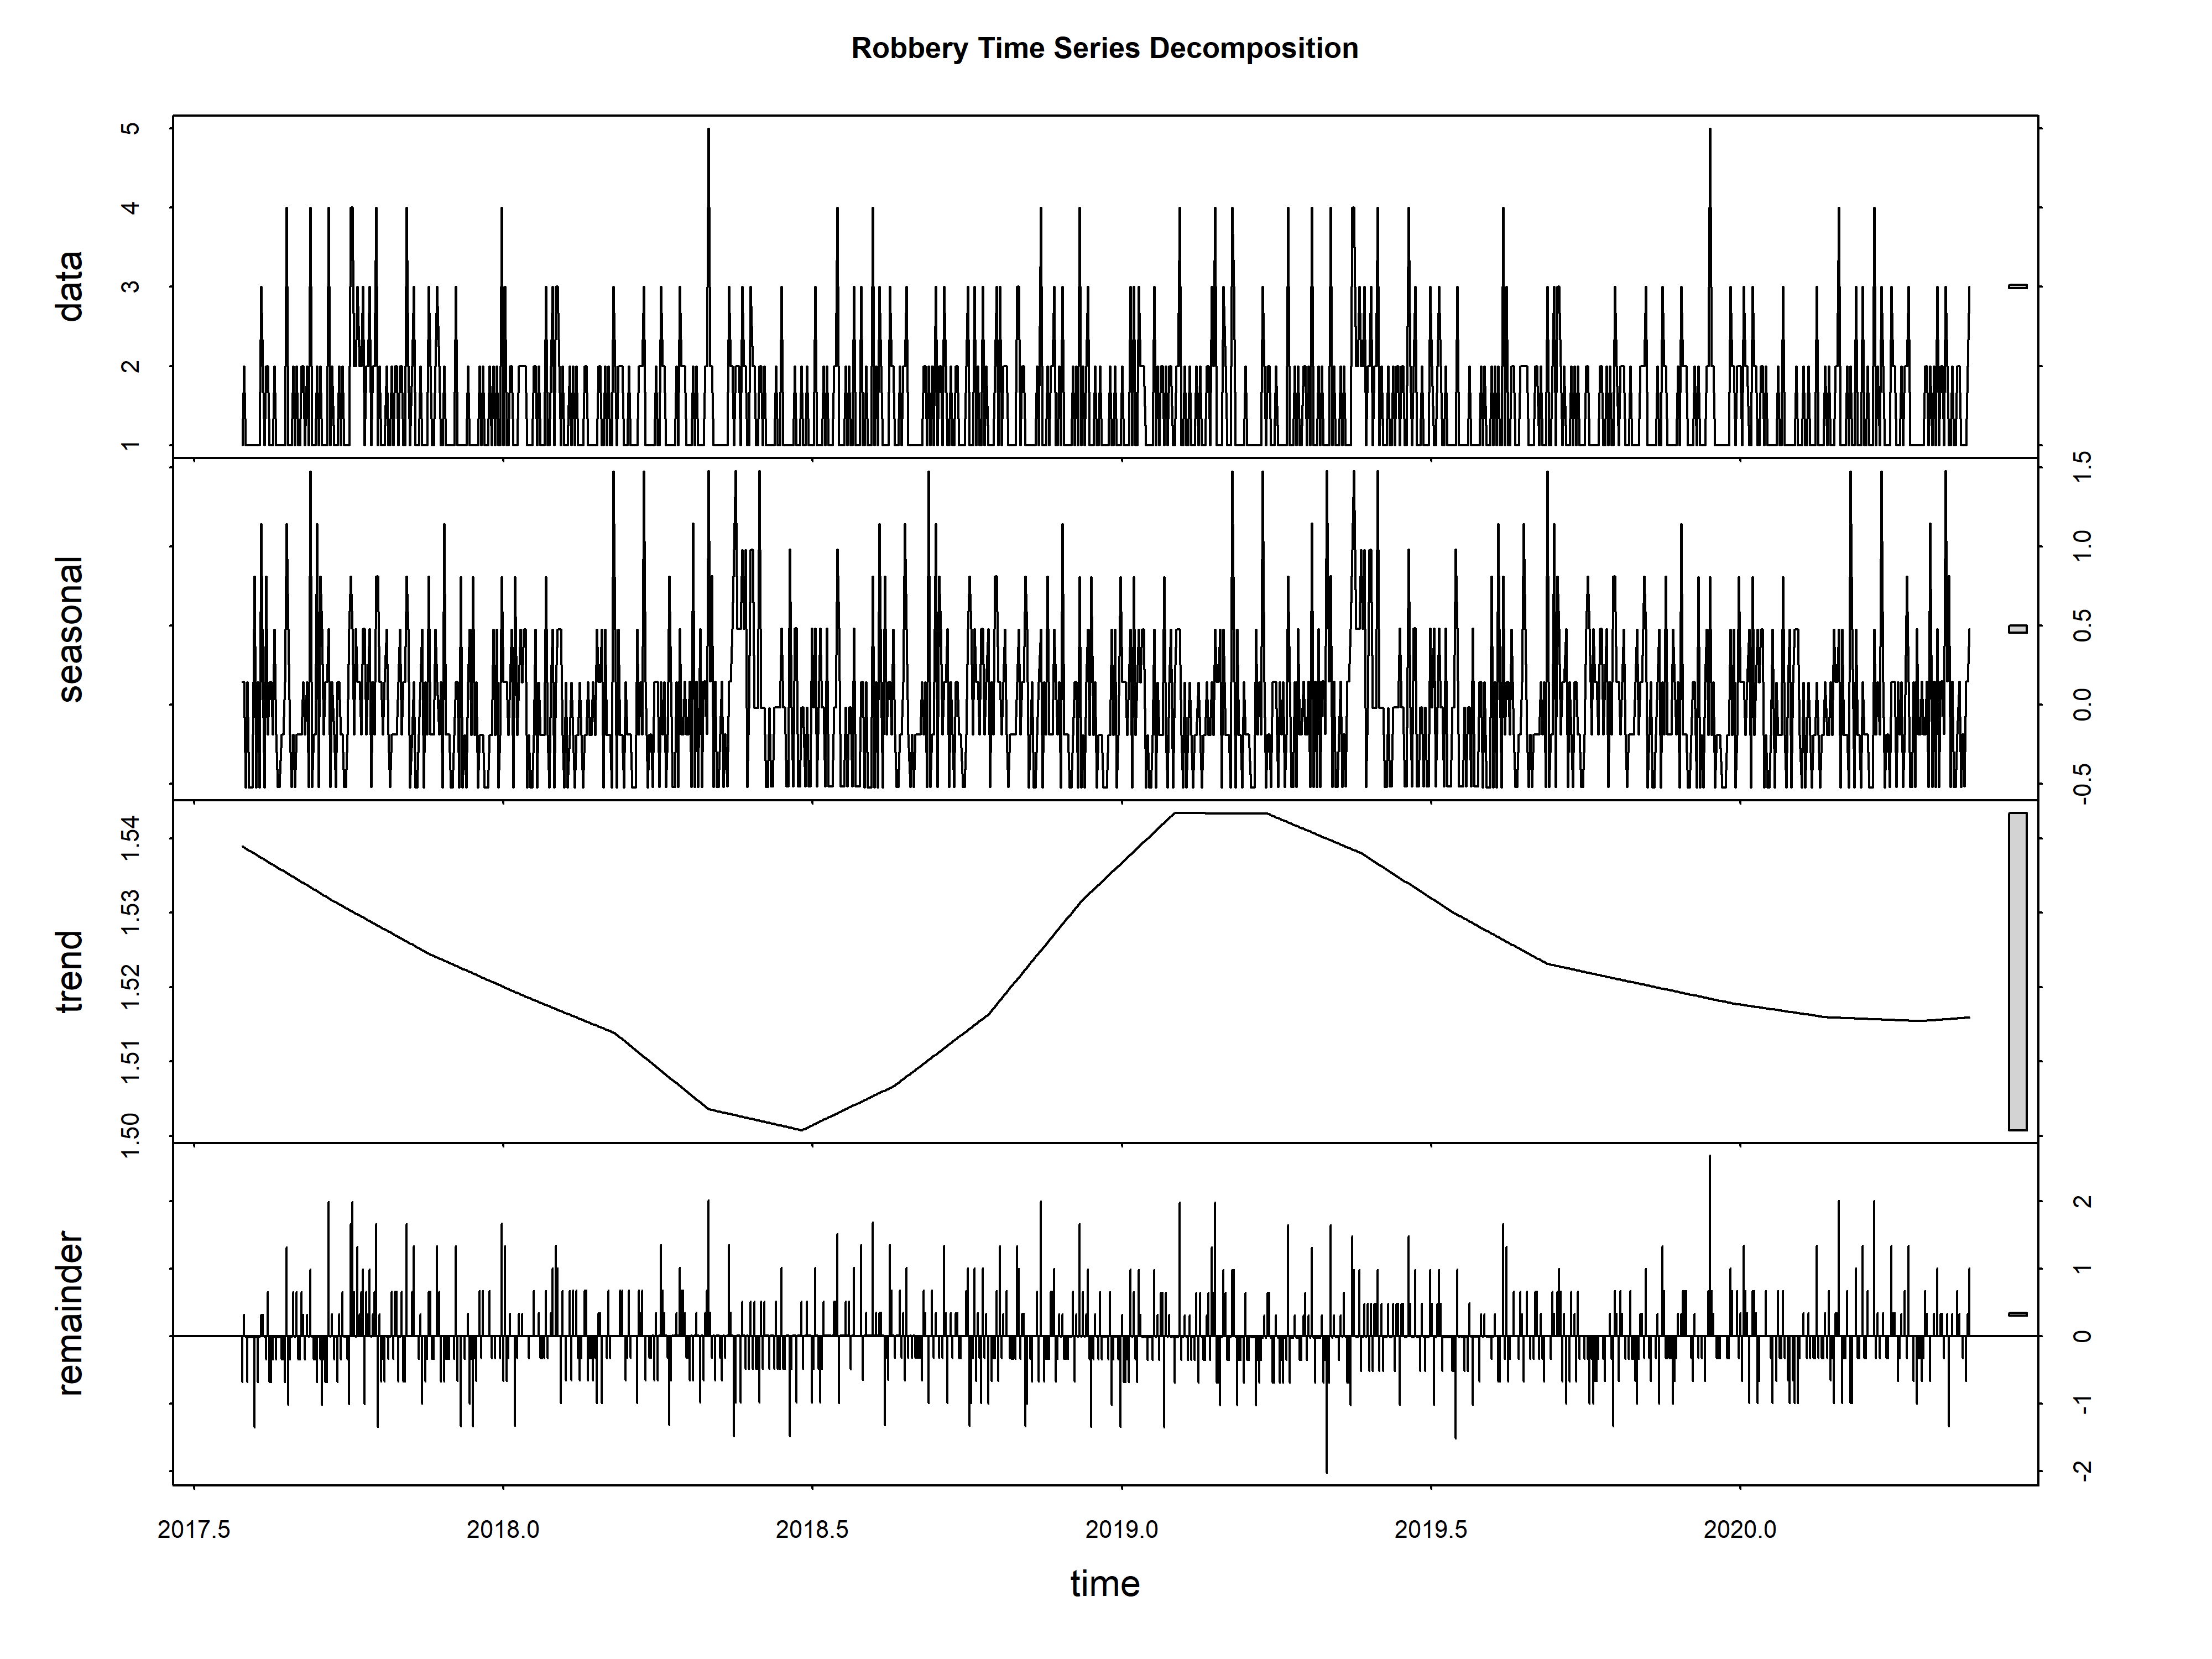 Robbery Time Series Decomposition
data
1 2 3 4 5
seasonal
-0.5 0.0 0.5 1.0 1.5
trend
1.50 1.51 1.52 1.53 1.54
remainder
-2 -1 0 1 2
2017.5 2018.0 2018.5 2019.0 2019.5 2020.0
time